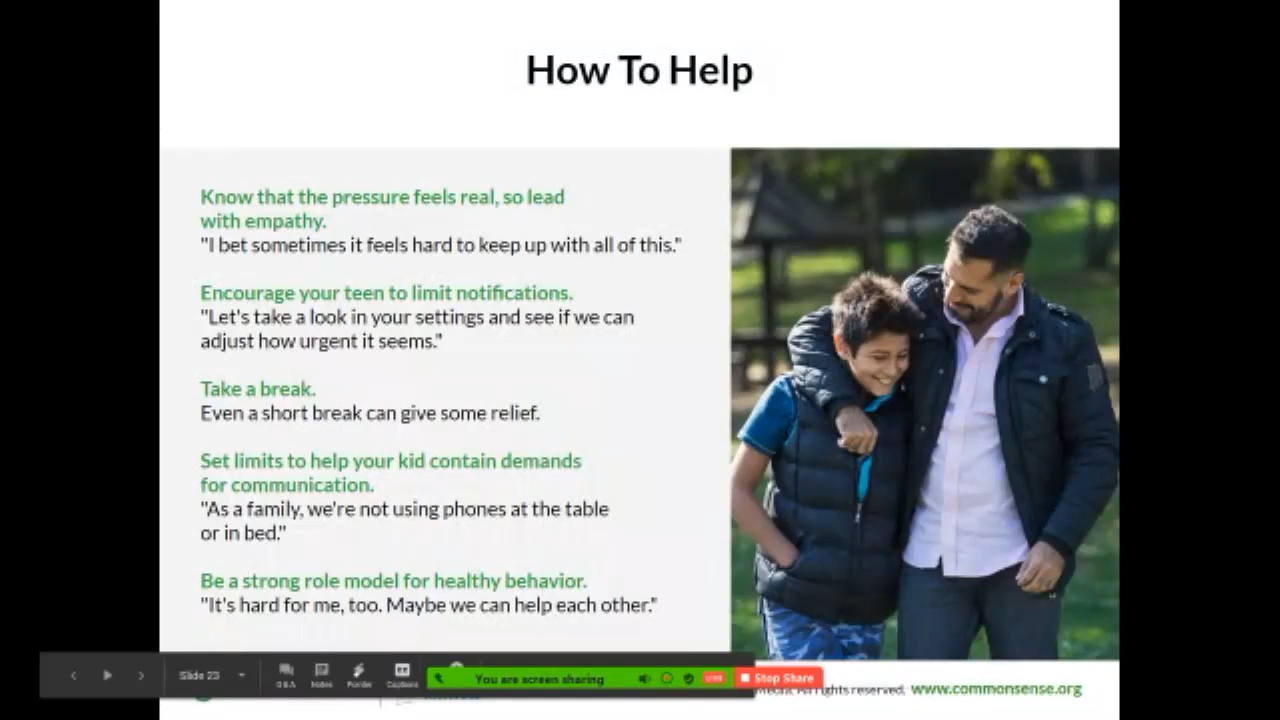 How To Help
Know that the pressure feels real, so lead
with empathy.
"I bet sometimes it feels hard to keep up with all of this."
Encourage your teen to limit notifications.
"Let's take a look in your settings and see if we can
adjust how urgent it seems."
Take a break.
Even a short break can give some relief.
Set limits to help your kid contain demands
for communication.
"As a family, we're not using phones at the table
or in bed."
Be a strong role model for healthy behavior.
"It's hard for me, too. Maybe we can help each other."
Slide 23
Q&A Notes Pointer Captions
You are screen sharing
LIVE
Stop Share
All rights reserved. www.commonsense.org